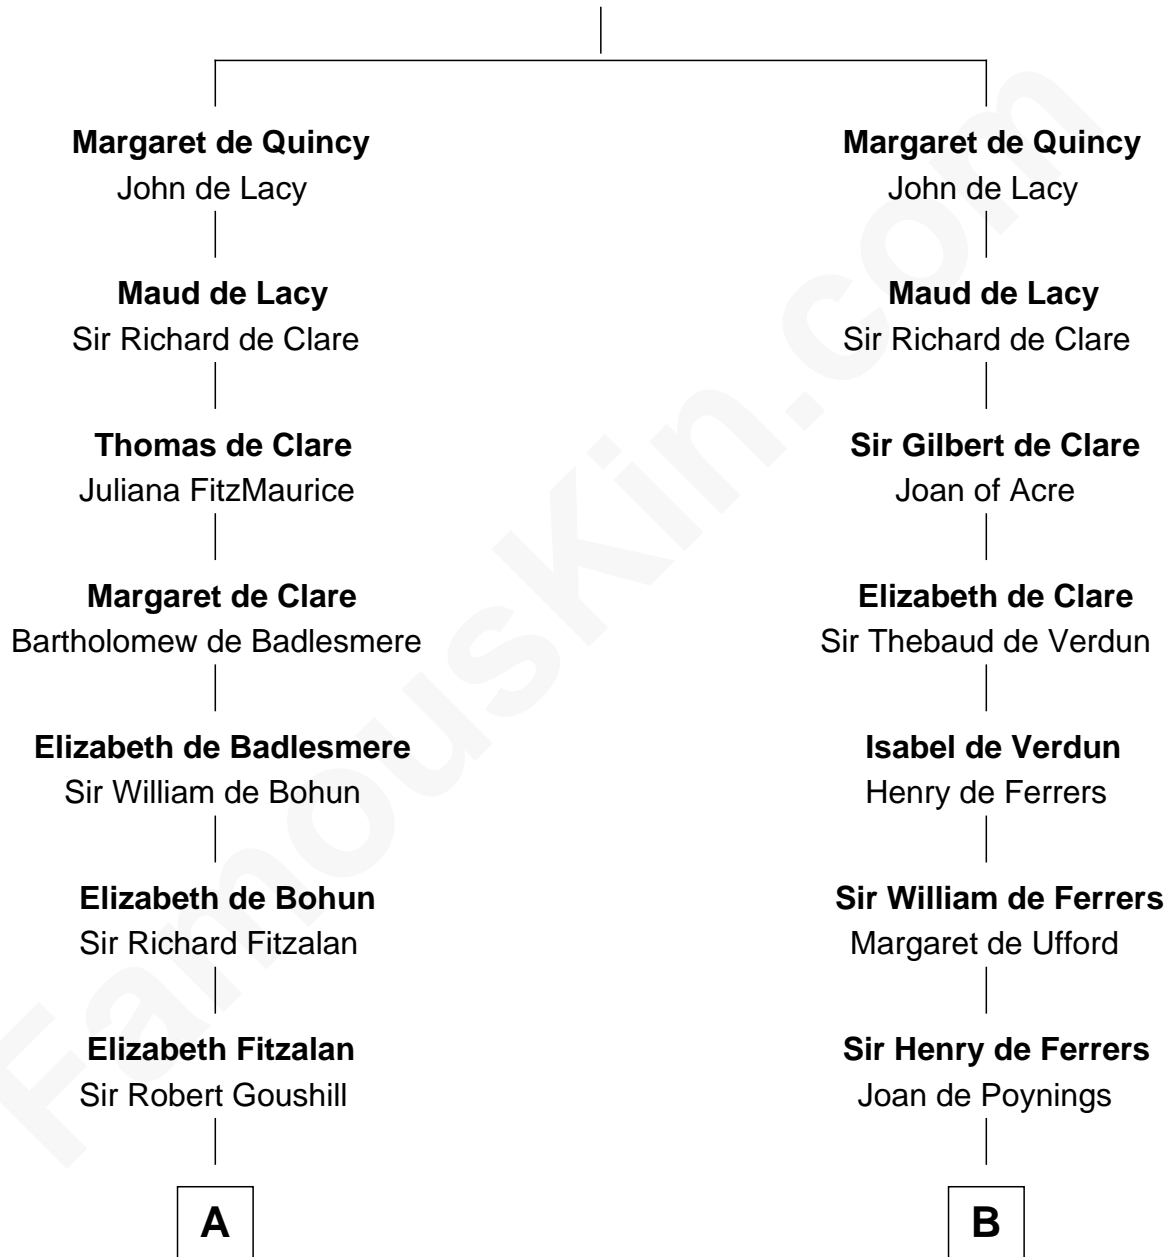 Margaret de Quincy
John de Lacy
Maud de Lacy
Sir Richard de Clare
Thomas de Clare
Juliana FitzMaurice
Margaret de Clare
Bartholomew de Badlesmere
Elizabeth de Badlesmere
Sir William de Bohun
Elizabeth de Bohun
Sir Richard Fitzalan
Elizabeth Fitzalan
Sir Robert Goushill
A
Margaret de Quincy
John de Lacy
Maud de Lacy
Sir Richard de Clare
Sir Gilbert de Clare
Joan of Acre
Elizabeth de Clare
Sir Thebaud de Verdun
Isabel de Verdun
Henry de Ferrers
Sir William de Ferrers
Margaret de Ufford
Sir Henry de Ferrers
Joan de Poynings
B
FamousKin.com